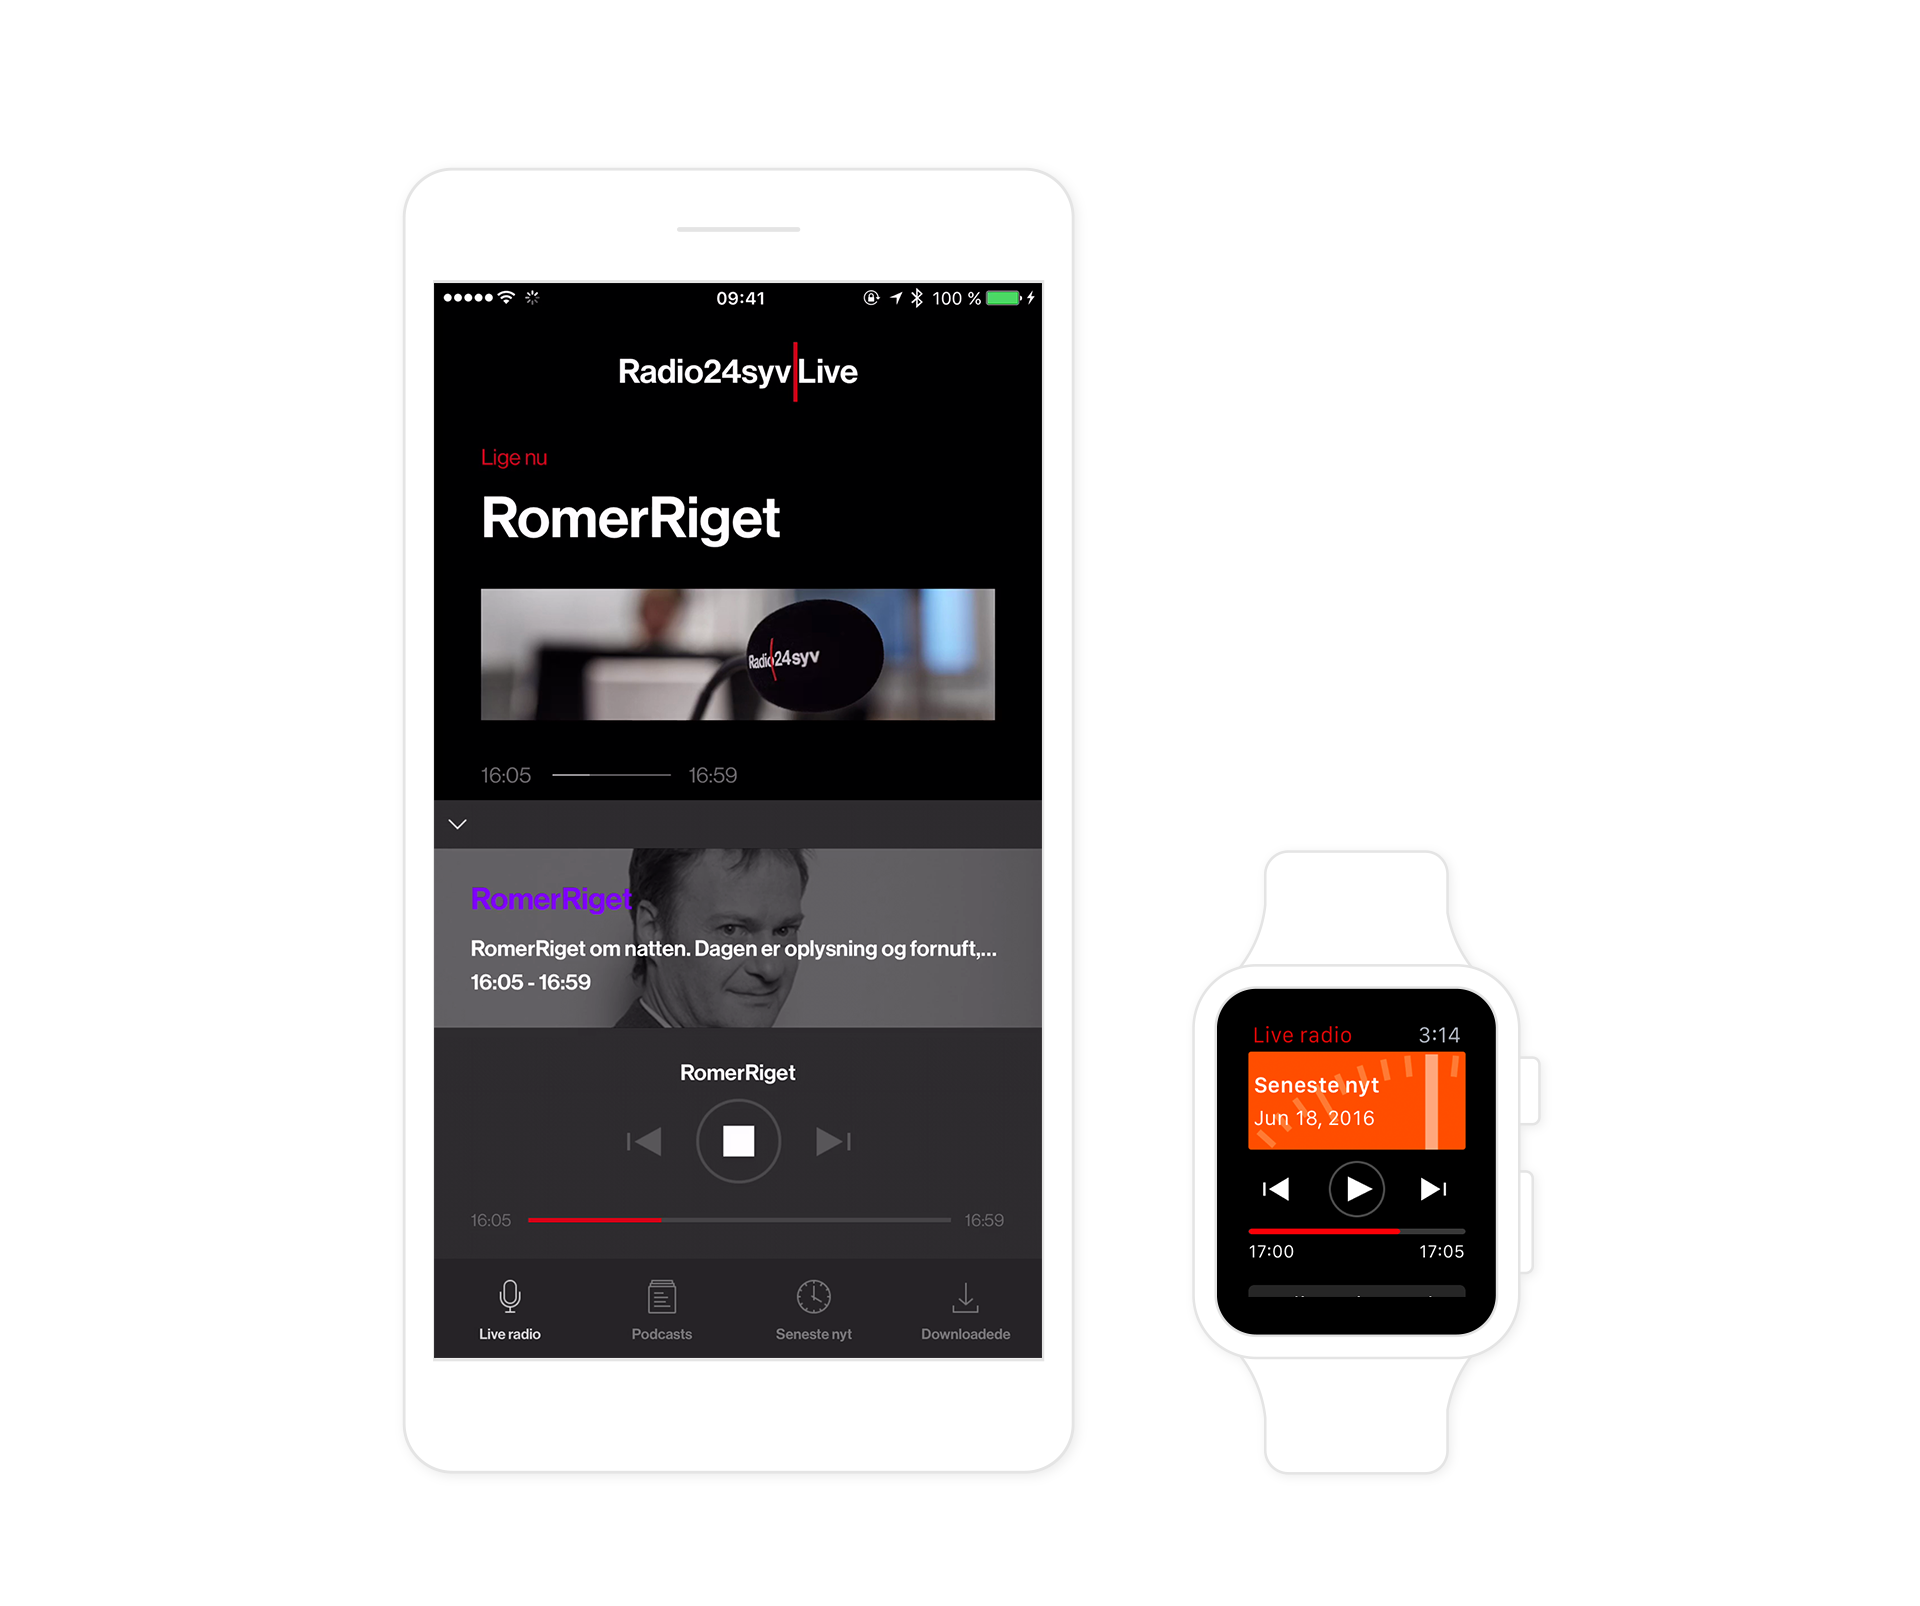 09:41
100 %
Radio24syv Live
Lige nu
RomerRiget
Radio24syv
16:05 16:59
RomerRiget
RomerRiget om natten. Dagen er oplysning og fornuft,...
16:05 - 16:59
RomerRiget
16:05 16:59
Live radio Podcasts Seneste nyt Downloadede
Live radio 3:14
Seneste nyt
Jun 18, 2016
17:00 17:05